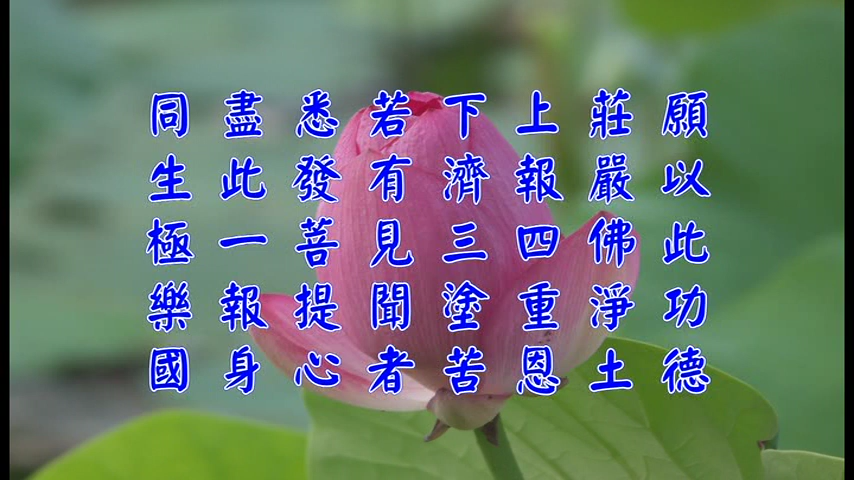 願以此功德
莊嚴佛淨土
上報四重恩
下濟三塗苦
若有見聞者
悉發菩提心
盡此一報身
同生極樂國